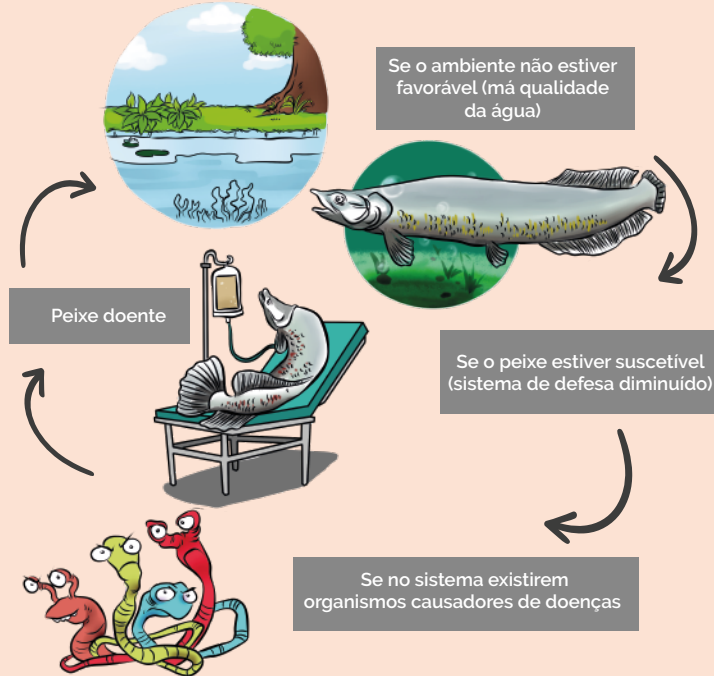 Se o ambiente não estiver
favorável (má qualidade
da água)
Se o peixe estiver suscetível
(sistema de defesa diminuído)
Se no sistema existirem
organismos causadores de doenças
Peixe doente